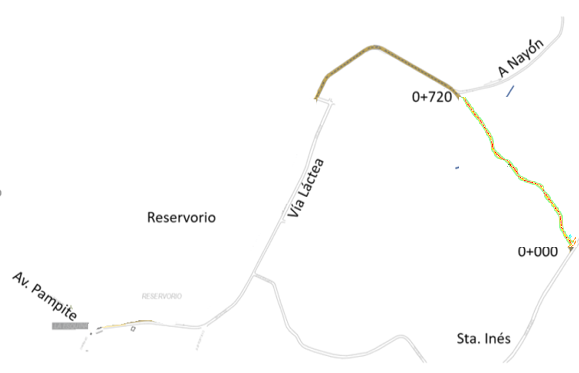 A Nayón
0+720
Vía Láctea
Reservorio
0+000
Av. Pampite
RESERVORIO
Sta. Inés